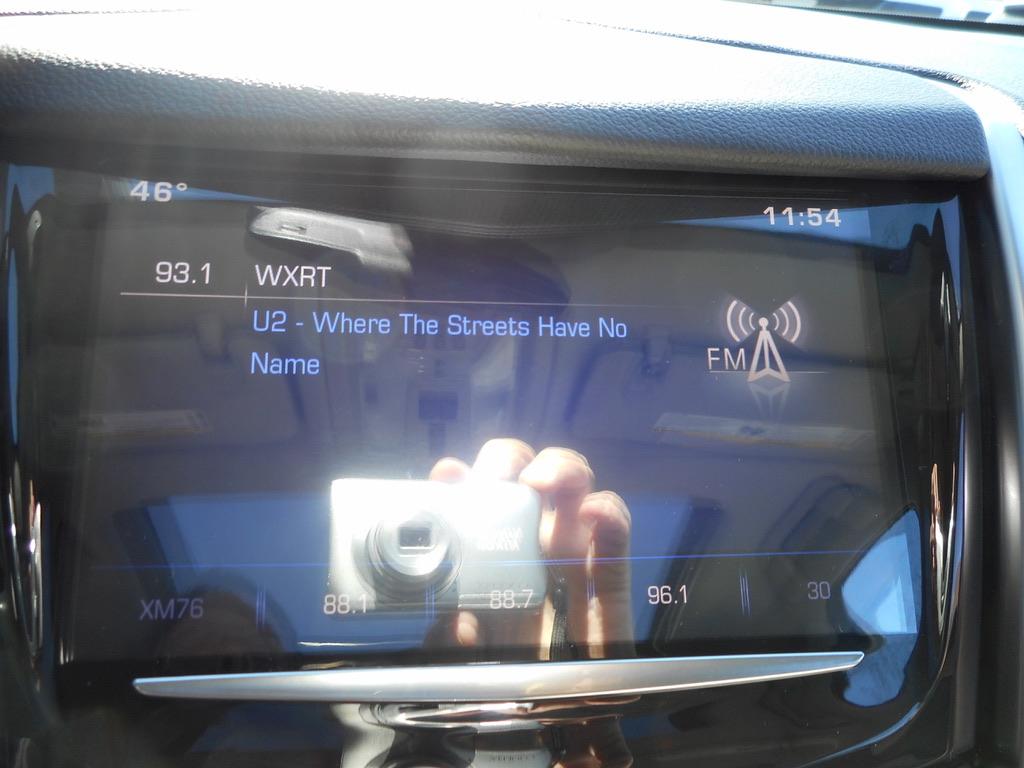 46°
11:54
93.1 WXRT
U2 - Where The Streets Have No
Name
FM
XM76 88.1 88.7 96.1 30